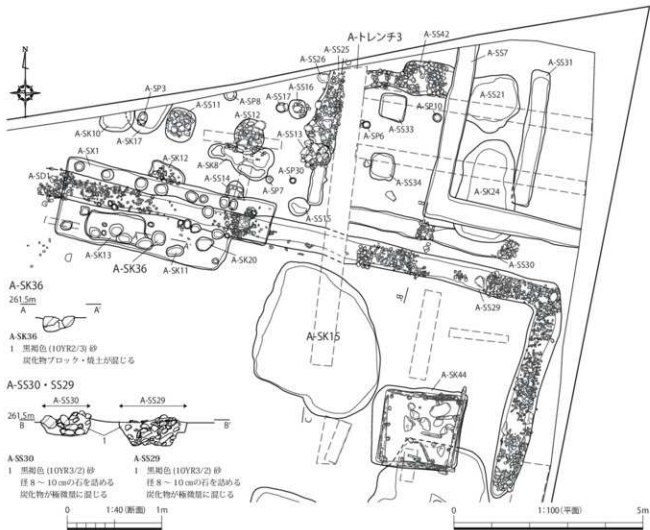 N
A-トレンチ3
A-SS42
A-SS25
A-SS26
A-SS7
A-SS31
A-SP3
A-SP8
A-SS16
A-SS17
A-SS11
A-SS12
A-SS21
A-SK10
A-SK17
A-SS13
A-SP10
A-SS33
A-SP6
A-SX1
A-SK12
A-SK8
A-SP30
A-SD1
A-SS14
A-SP7
A-SS34
A-SK24
A-SS15
A-SK13
A-SK36
A-SK11
A-SK20
A-SS30
A-SS29
B'
A-SK15
A-SK44
A-SK36
261.5m
A A'
A-SK36
1 黒褐色(10YR2/3)砂
炭化物ブロック・焼土が混じる
A-SS30・SS29
A-SS30 A-SS29
261.5m
B B'
1
A-SS30
1 黒褐色(10YR3/2)砂
径8～10㎝の石を詰める
炭化物が極微量に混じる
A-SS29
1 黒褐色(10YR3/2)砂
径8～10㎝の石を詰める
炭化物が極微量に混じる
0 1:40(断面) 1m
0 1:100(平面) 5m